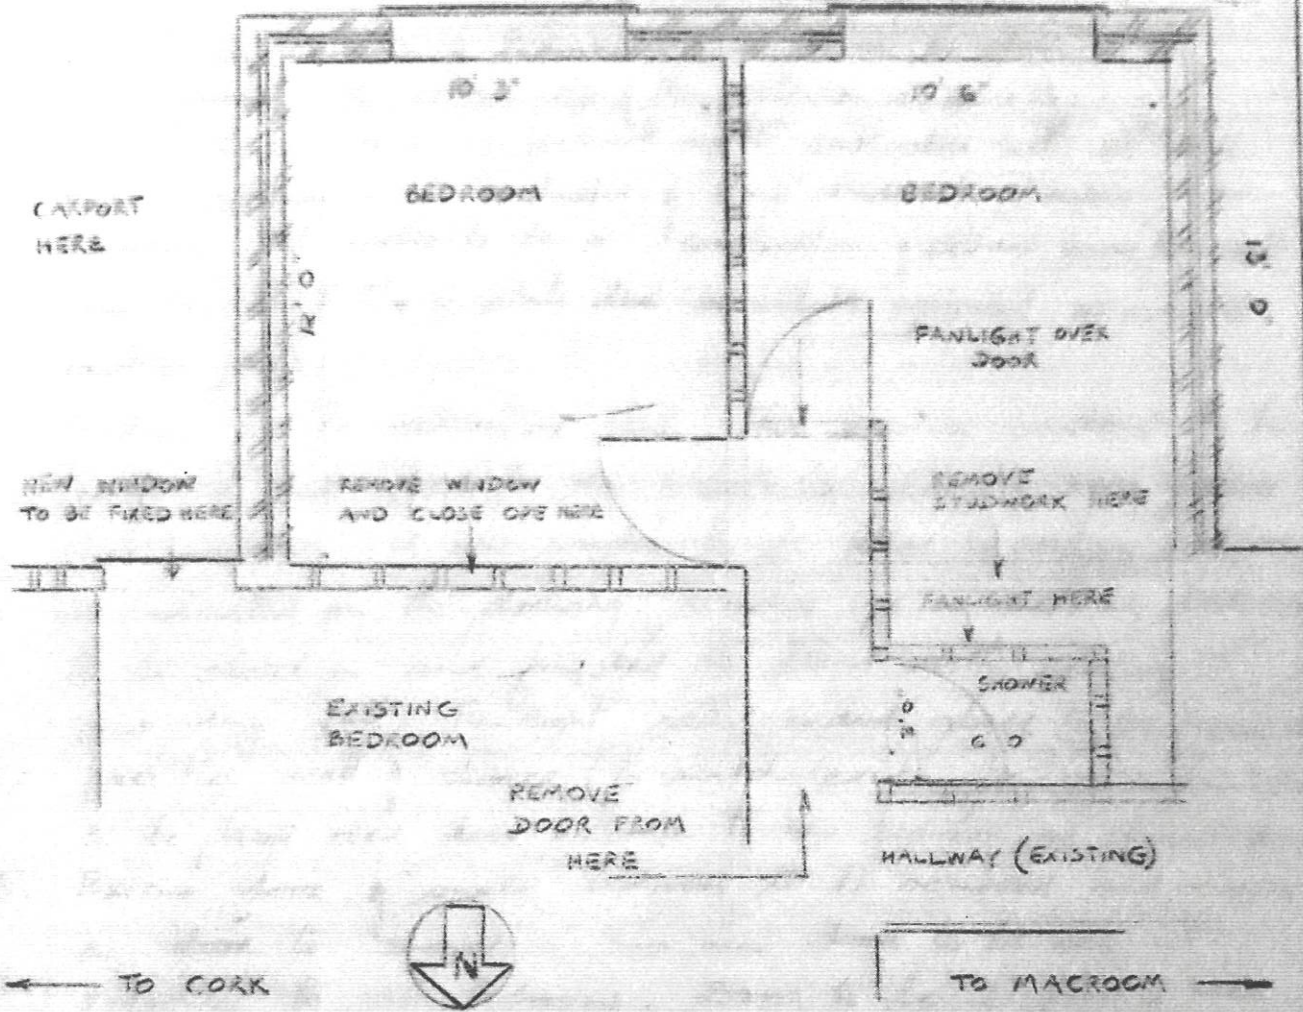 10' 3"
10' 6"
BEDROOM
BEDROOM
CARPORT
HERE
FANLIGHT OVER
DOOR
NEW WINDOW
TO BE FIXED HERE
REMOVE WINDOW
AND CLOSE OPE HERE
REMOVE
STUDWORK HERE
FANLIGHT HERE
SHOWER
EXISTING
BEDROOM
REMOVE
DOOR FROM
HERE
HALLWAY (EXISTING)
N
TO CORK
TO MACROOM